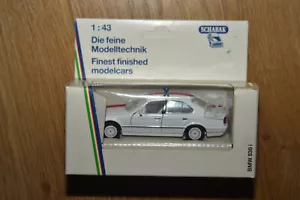 1:43
SCHABAK
Die feine
Modelltechnik
Finest finished
modelcars
BMW 535 i